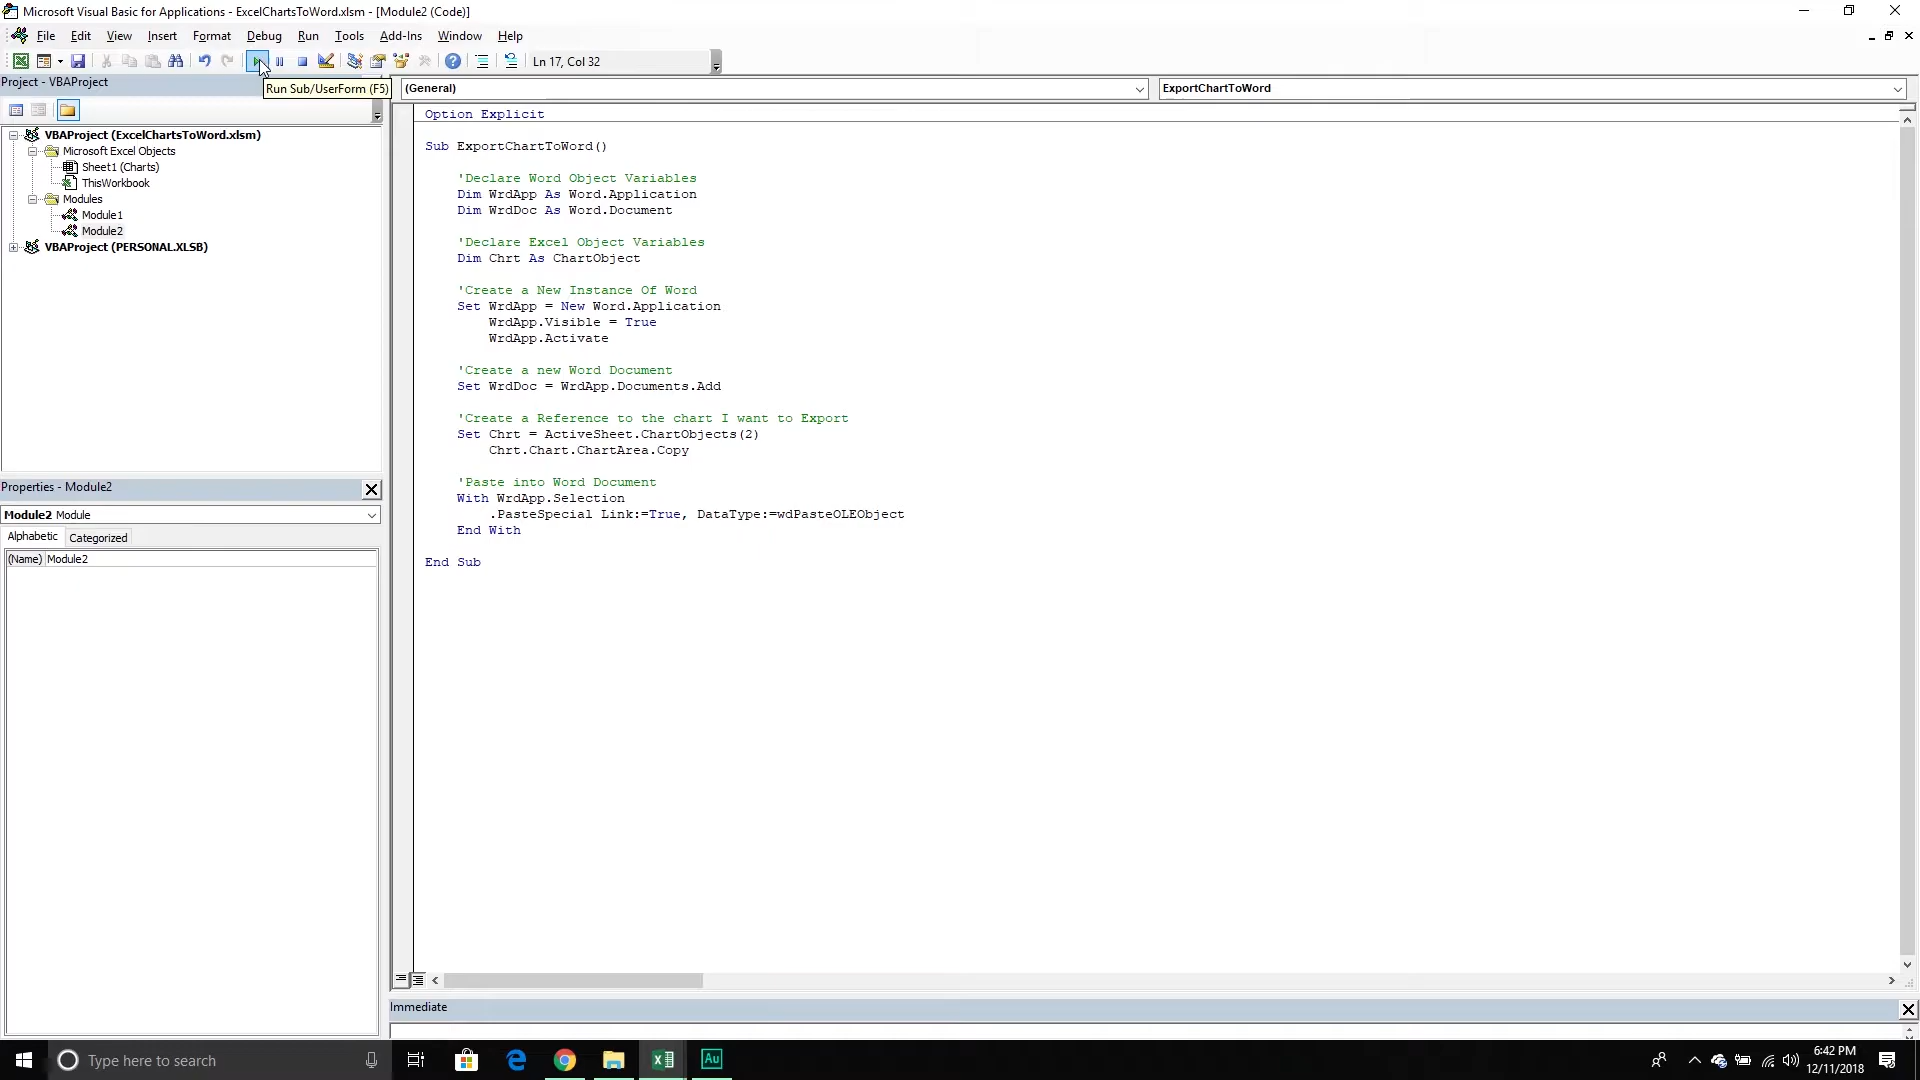 Microsoft Visual Basic for Applications - ExcelChartsToWord.xlsm - [Module2 (Code)]
File Edit View Insert Format Debug Run Tools Add-Ins Window Help
Ln 17, Col 32
Project - VBAProject
Run Sub/UserForm (F5)
(General)
ExportChartToWord
VBAProject (ExcelChartsToWord.xlsm)
Microsoft Excel Objects
Sheet1 (Charts)
ThisWorkbook
Modules
Module1
Module2
VBAProject (PERSONAL.XLSB)
Properties - Module2
Module2 Module
Alphabetic Categorized
(Name) Module2
Option Explicit
Sub ExportChartToWord()
'Declare Word Object Variables
Dim WrdApp As Word.Application
Dim WrdDoc As Word.Document
'Declare Excel Object Variables
Dim Chrt As ChartObject
'Create a New Instance Of Word
Set WrdApp = New Word.Application
WrdApp.Visible = True
WrdApp.Activate
'Create a new Word Document
Set WrdDoc = WrdApp.Documents.Add
'Create a Reference to the chart I want to Export
Set Chrt = ActiveSheet.ChartObjects(2)
Chrt.Chart.ChartArea.Copy
'Paste into Word Document
With WrdApp.Selection
.PasteSpecial Link:=True, DataType:=wdPasteOLEObject
End With
End Sub
Immediate
Type here to search
Au
6:42 PM
12/11/2018